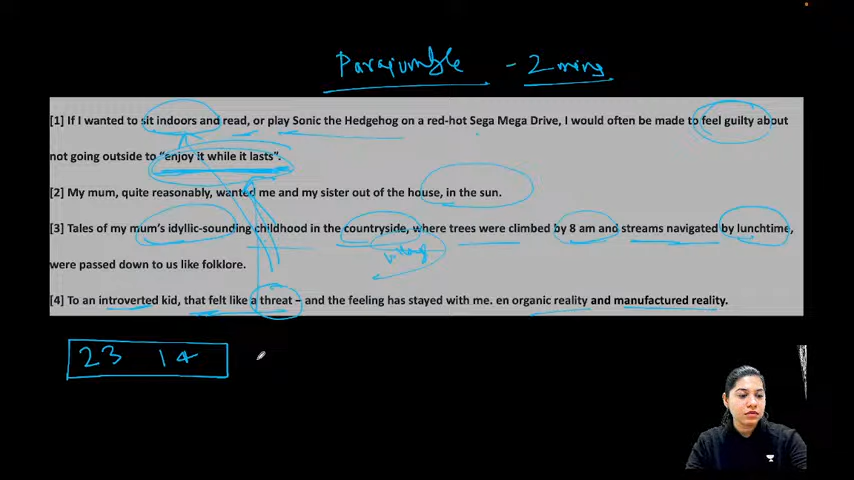 Parajumble - 2 mins
[1] If I wanted to sit indoors and read, or play Sonic the Hedgehog on a red-hot Sega Mega Drive, I would often be made to feel guilty about
not going outside to “enjoy it while it lasts”.
[2] My mum, quite reasonably, wanted me and my sister out of the house, in the sun.
[3] Tales of my mum’s idyllic-sounding childhood in the countryside, where trees were climbed by 8 am and streams navigated by lunchtime,
were passed down to us like folklore.
[4] To an introverted kid, that felt like a threat – and the feeling has stayed with me. en organic reality and manufactured reality.
23 14